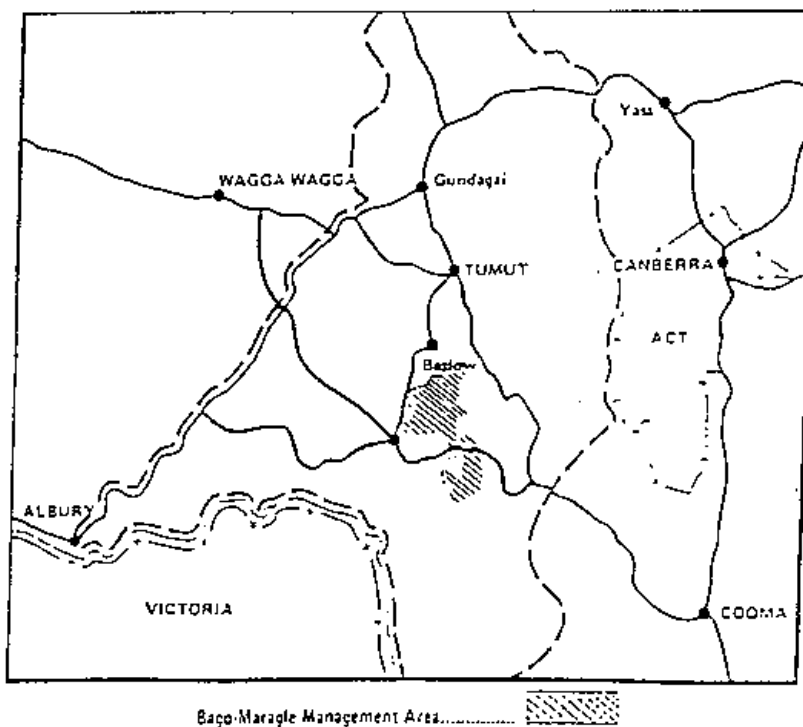 Yass
WAGGA WAGGA
Gundagai
TUMUT
CANBERRA
ACT
Batlow
ALBURY
VICTORIA
COOMA
Bago-Maragle Management Area